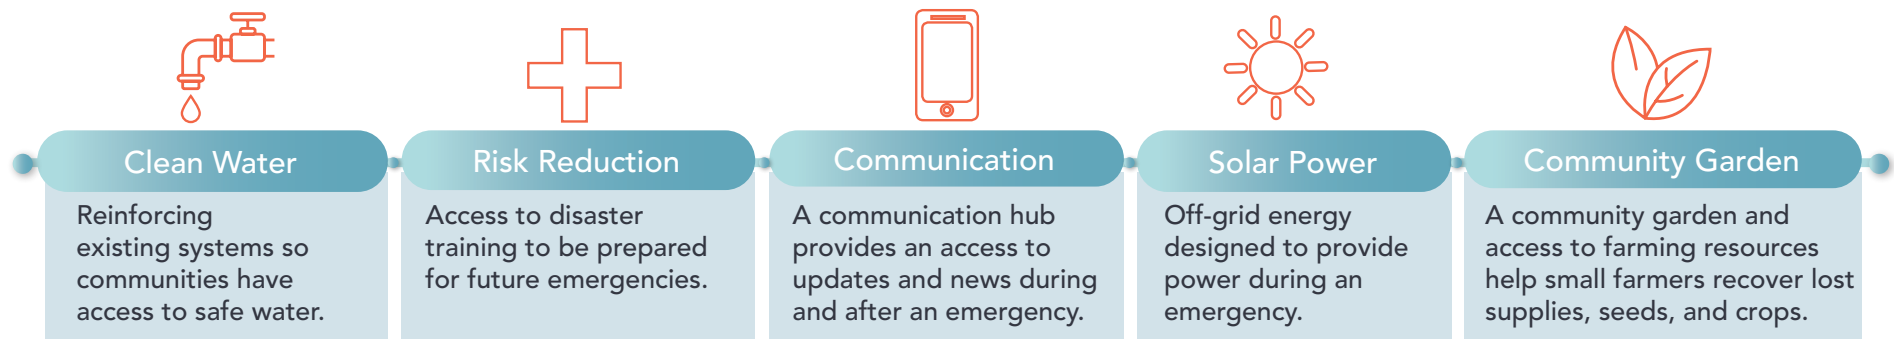 Clean Water
Reinforcing
existing systems so
communities have
access to safe water.
Risk Reduction
Access to disaster
training to be prepared
for future emergencies.
Communication
A communication hub
provides an access to
updates and news during
and after an emergency.
Solar Power
Off-grid energy
designed to provide
power during an
emergency.
Community Garden
A community garden and
access to farming resources
help small farmers recover lost
supplies, seeds, and crops.